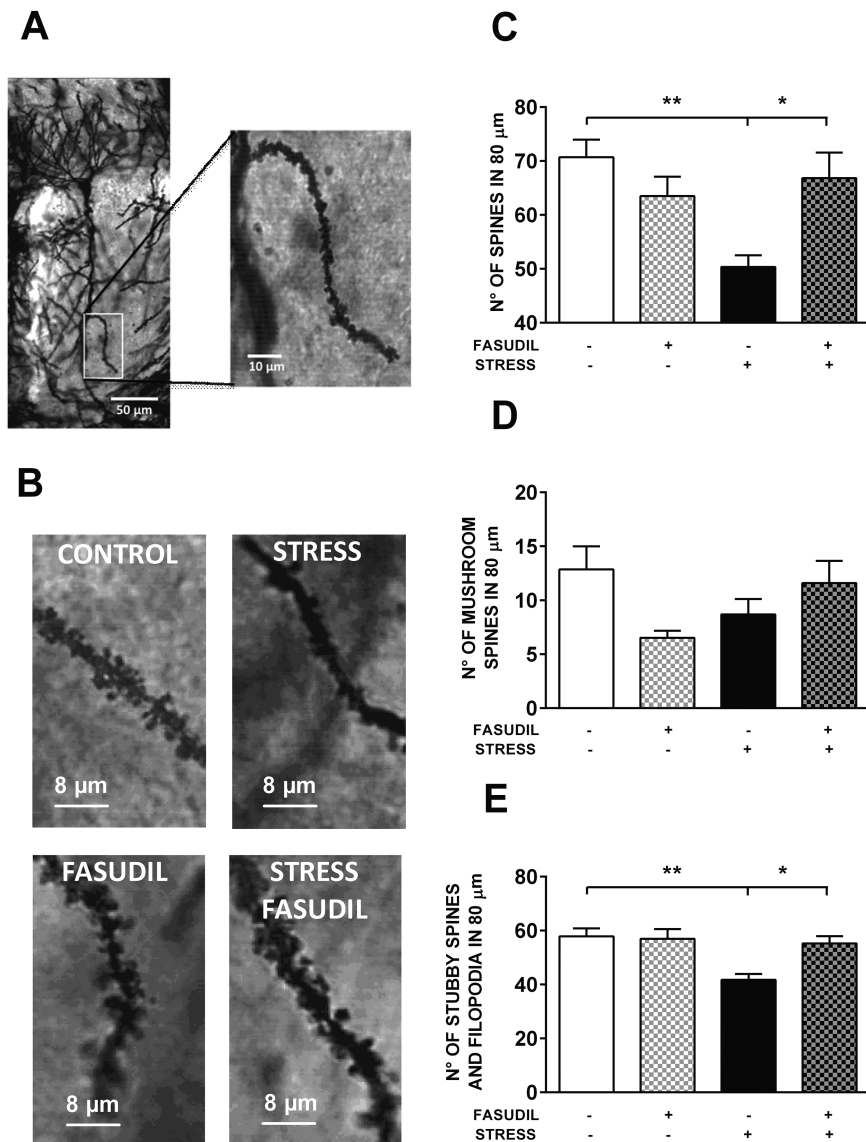 A
50 µm
10 µm
B
CONTROL
8 µm
STRESS
8 µm
FASUDIL
8 µm
STRESS
FASUDIL
8 µm
C
N° OF SPINES IN 80 µm
80
70
60
50
40
** *
FASUDIL - + - +
STRESS - - + +
D
N° OF MUSHROOM
SPINES IN 80 µm
20
15
10
5
0
FASUDIL - + - +
STRESS - - + +
E
N° OF STUBBY SPINES
AND FILOPODIA IN 80 µm
80
60
40
20
0
** *
FASUDIL - + - +
STRESS - - + +